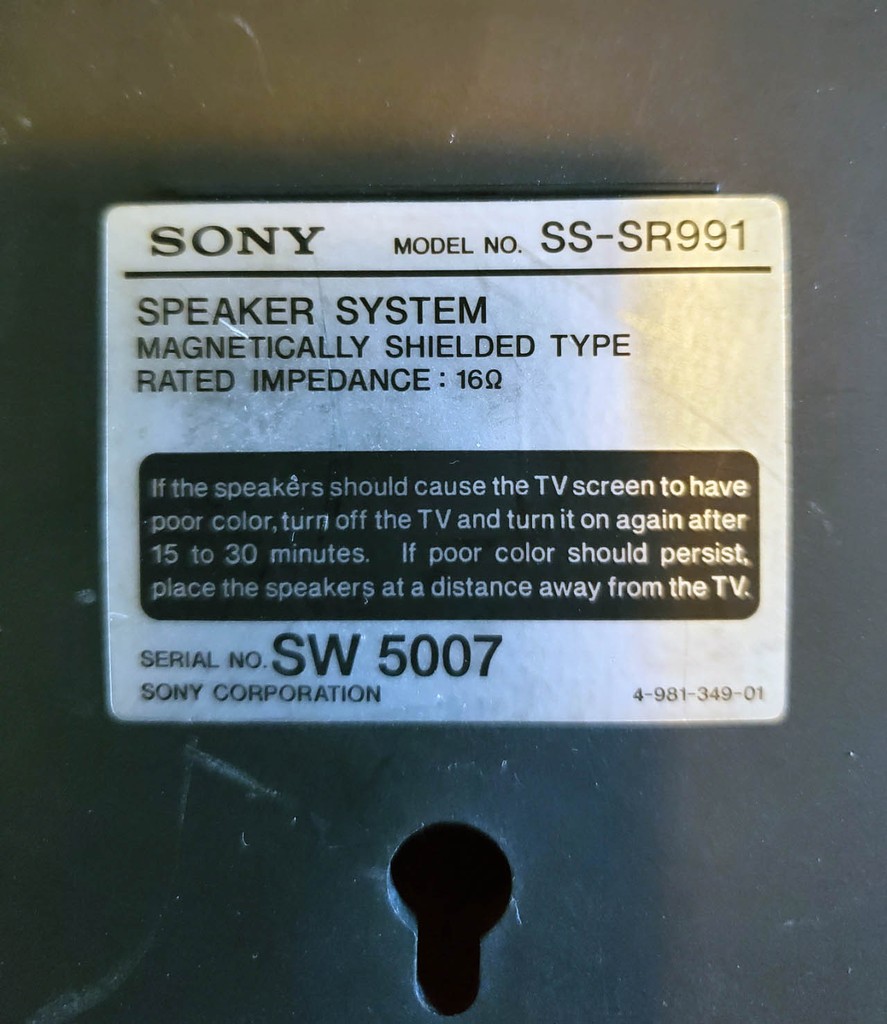 SONY MODEL NO. SS-SR991
SPEAKER SYSTEM
MAGNETICALLY SHIELDED TYPE
RATED IMPEDANCE : 16Ω
If the speakers should cause the TV screen to have
poor color, turn off the TV and turn it on again after
15 to 30 minutes. If poor color should persist,
place the speakers at a distance away from the TV.
SERIAL NO. SW 5007
SONY CORPORATION 4-981-349-01